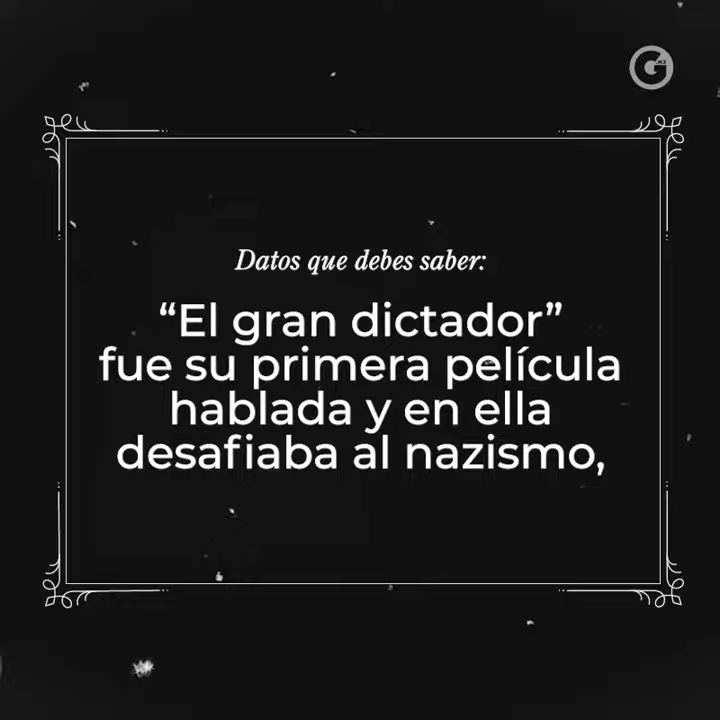 Datos que debes saber:
“El gran dictador”
fue su primera película
hablada y en ella
desafiaba al nazismo,